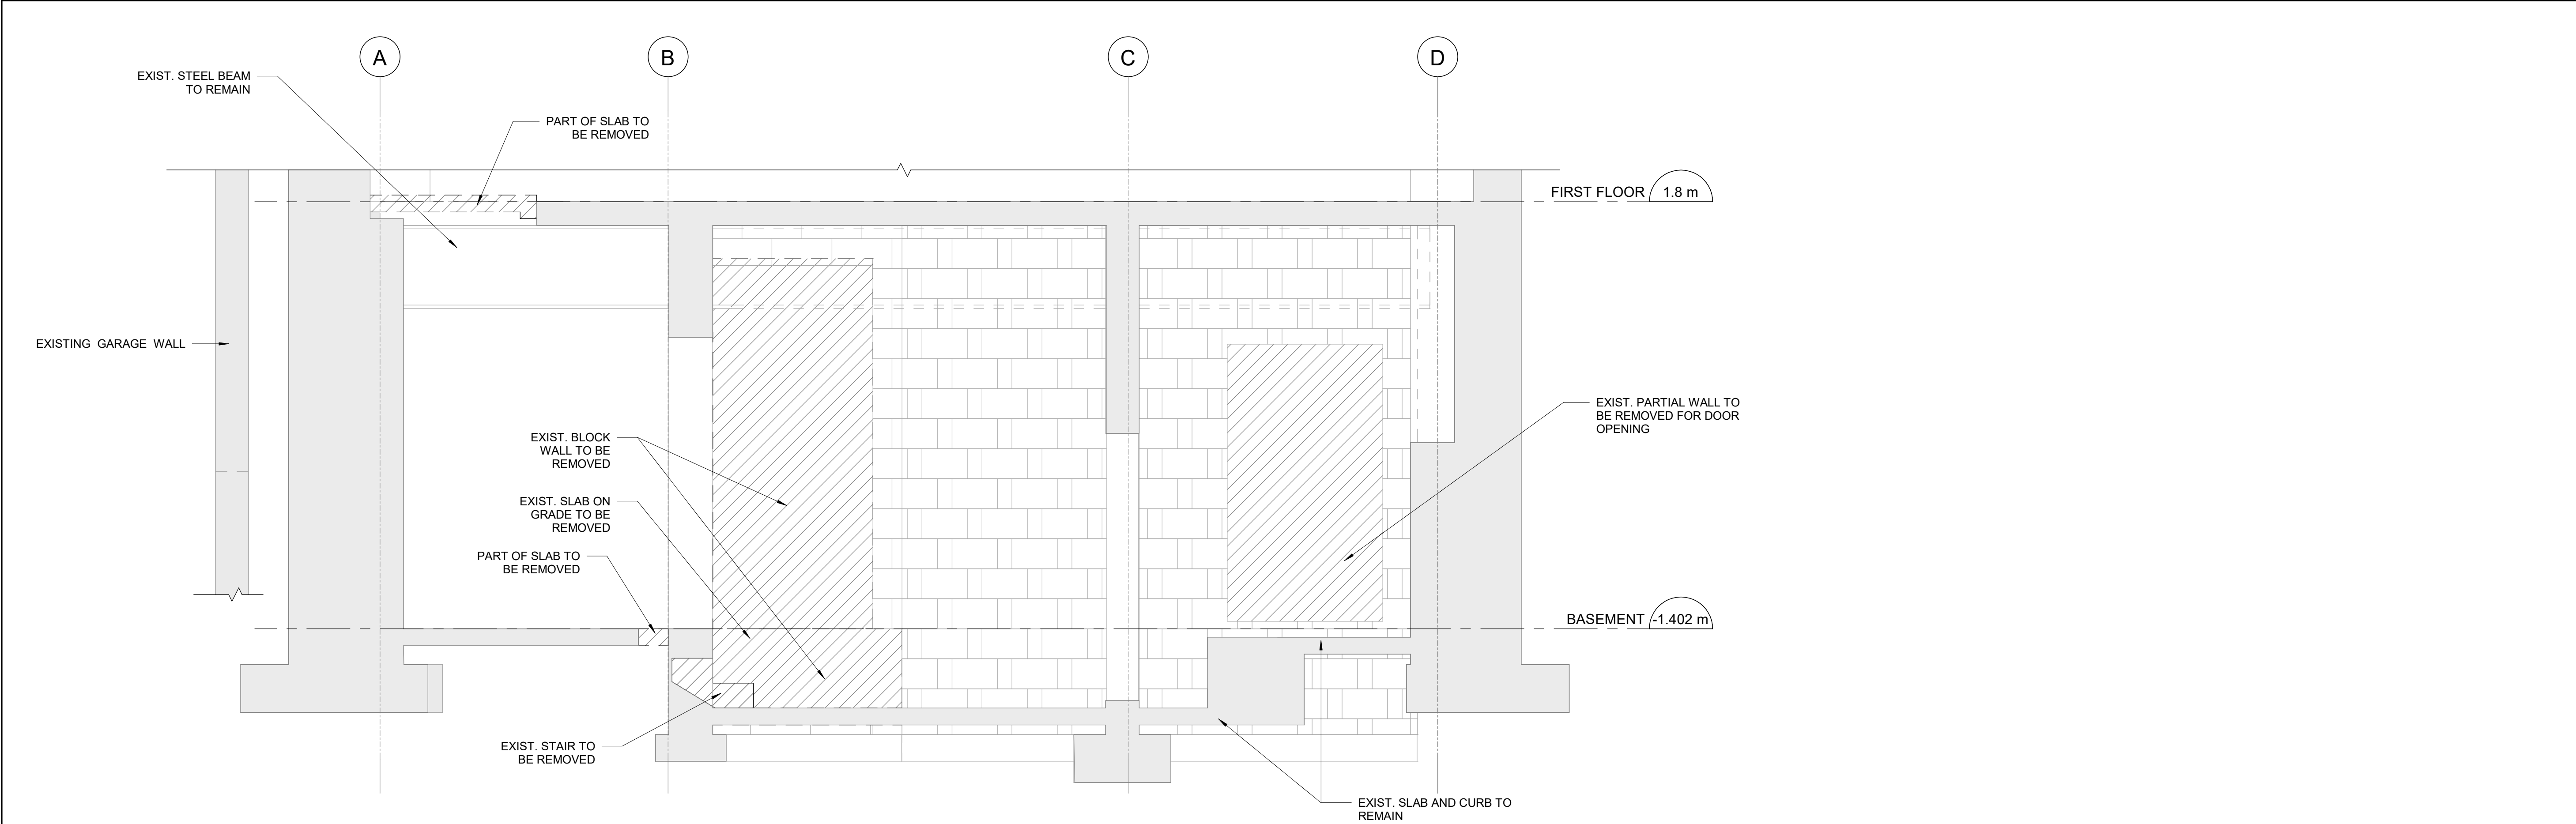 A
B
C
D
EXIST. STEEL BEAM
TO REMAIN
PART OF SLAB TO
BE REMOVED
FIRST FLOOR 1.8 m
EXISTING GARAGE WALL
EXIST. PARTIAL WALL TO
BE REMOVED FOR DOOR
OPENING
EXIST. BLOCK
WALL TO BE
REMOVED
EXIST. SLAB ON
GRADE TO BE
REMOVED
PART OF SLAB TO
BE REMOVED
BASEMENT -1.402 m
EXIST. STAIR TO
BE REMOVED
EXIST. SLAB AND CURB TO
REMAIN